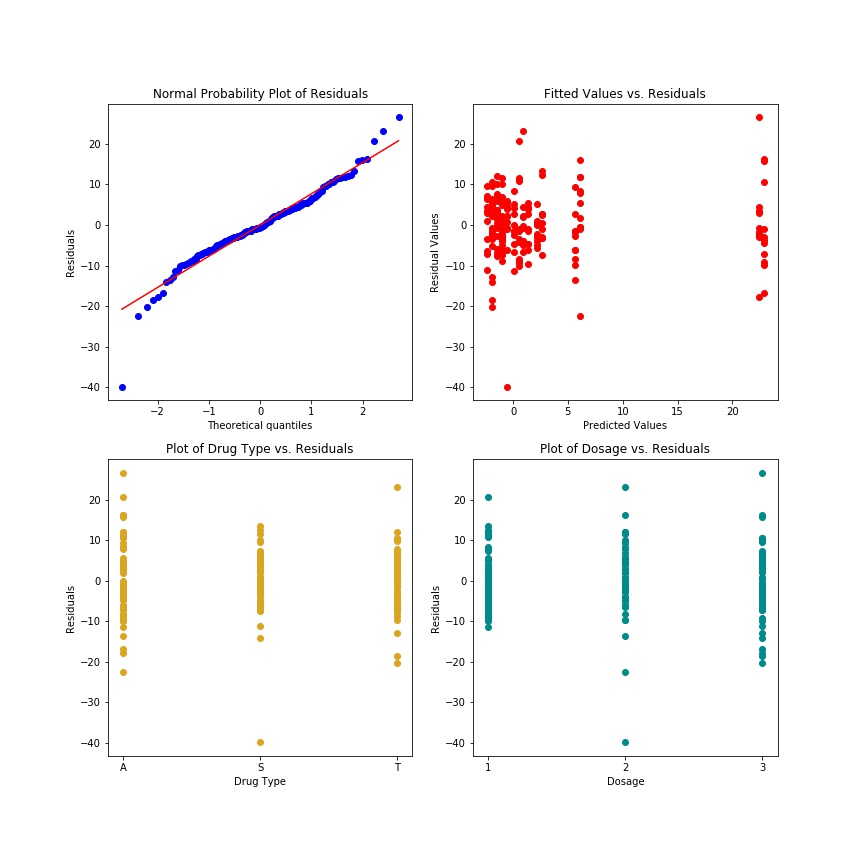 Normal Probability Plot of Residuals
Residuals
20
10
0
−10
−20
−30
−40
−2
−1
0
1
2
Theoretical quantiles
Fitted Values vs. Residuals
Residual Values
20
10
0
−10
−20
−30
−40
0
5
10
15
20
Predicted Values
Plot of Drug Type vs. Residuals
Residuals
20
10
0
−10
−20
−30
−40
A
S
T
Drug Type
Plot of Dosage vs. Residuals
Residuals
20
10
0
−10
−20
−30
−40
1
2
3
Dosage